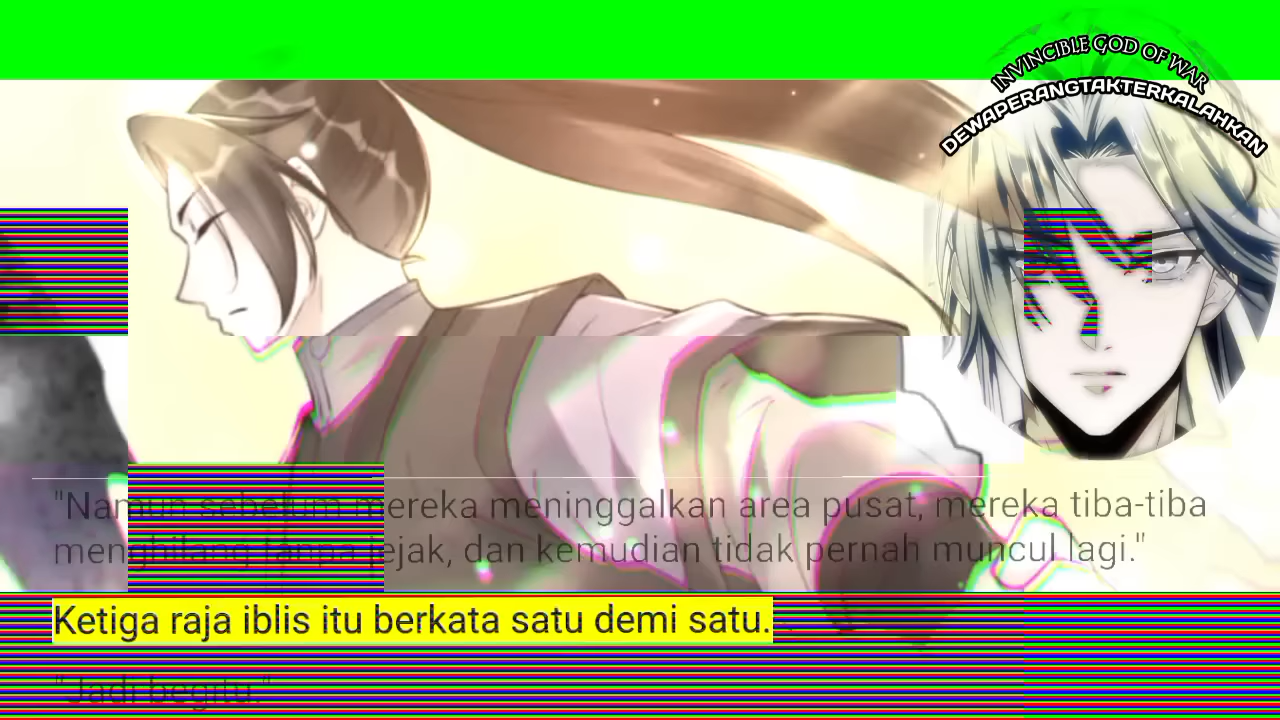 INVINCIBLE GOD OF WAR
DEWAPERANGTAKTERKALAHKAN
"Namun sebelum mereka meninggalkan area pusat, mereka tiba-tiba
menghilang tanpa jejak, dan kemudian tidak pernah muncul lagi."
Ketiga raja iblis itu berkata satu demi satu.
"Jadi begitu."